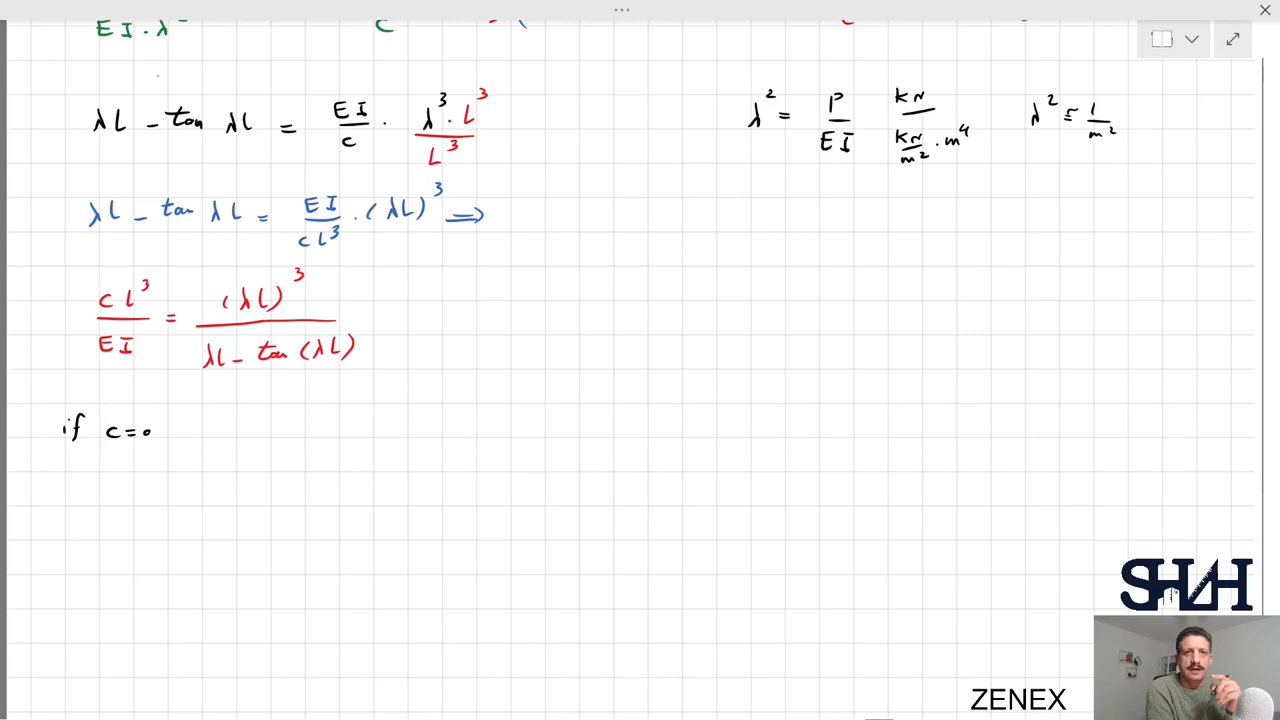 EI·λ
λL - tan λL = EI/c · λ³·L³/L³
λ² = P/EI kN/(kN/m²·m⁴) λ² = 1/m²
λL - tan λL = EI/cL³ · (λL)³ ⇒
cL³/EI = (λL)³/(λL - tan(λL))
if c=0
SHLH
ZENEX